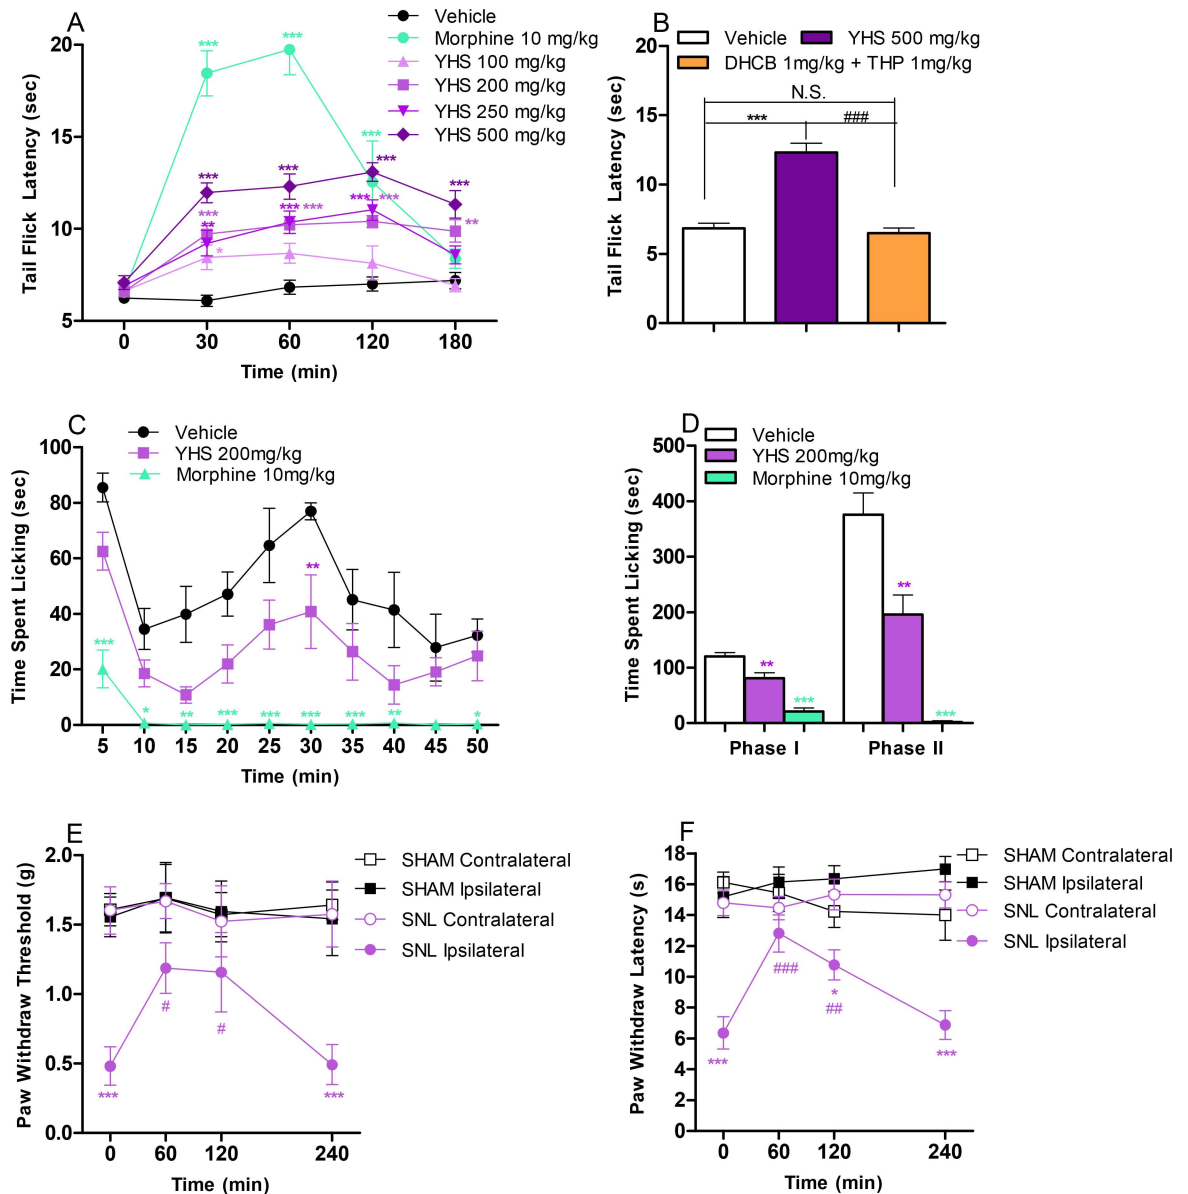 A
Vehicle
Morphine 10 mg/kg
YHS 100 mg/kg
YHS 200 mg/kg
YHS 250 mg/kg
YHS 500 mg/kg
Tail Flick Latency (sec)
20
15
10
5
*** *** *** *** *** *** *** *** ** * *** *** *** *** **
0 30 60 120 180
Time (min)
B
Vehicle
YHS 500 mg/kg
DHCB 1mg/kg + THP 1mg/kg
Tail Flick Latency (sec)
20
15
10
5
0
N.S.
*** ###
C
Vehicle
YHS 200mg/kg
Morphine 10mg/kg
Time Spent Licking (sec)
100
80
60
40
20
0
**
*** * ** *** *** *** *** ** *
5 10 15 20 25 30 35 40 45 50
Time (min)
D
Vehicle
YHS 200mg/kg
Morphine 10mg/kg
Time Spent Licking (sec)
500
400
300
200
100
0
** *** ** ***
Phase I Phase II
E
SHAM Contralateral
SHAM Ipsilateral
SNL Contralateral
SNL Ipsilateral
Paw Withdraw Threshold (g)
2.0
1.5
1.0
0.5
0.0
# #
*** ***
0 60 120 240
Time (min)
F
SHAM Contralateral
SHAM Ipsilateral
SNL Contralateral
SNL Ipsilateral
Paw Withdraw Latency (s)
18
16
14
12
10
8
6
4
2
0
###
*
##
*** ***
0 60 120 240
Time (min)